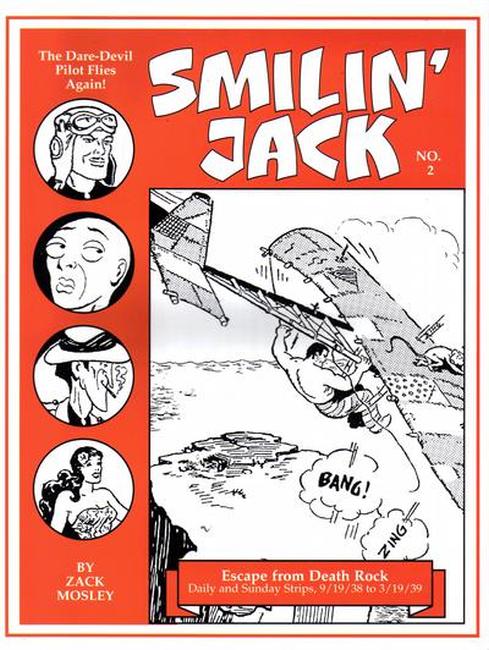 The Dare-Devil
Pilot Flies
Again!
SMILIN'
JACK
NO.
2
BANG!
ZING
Escape from Death Rock
Daily and Sunday Strips, 9/19/38 to 3/19/39
BY
ZACK
MOSLEY